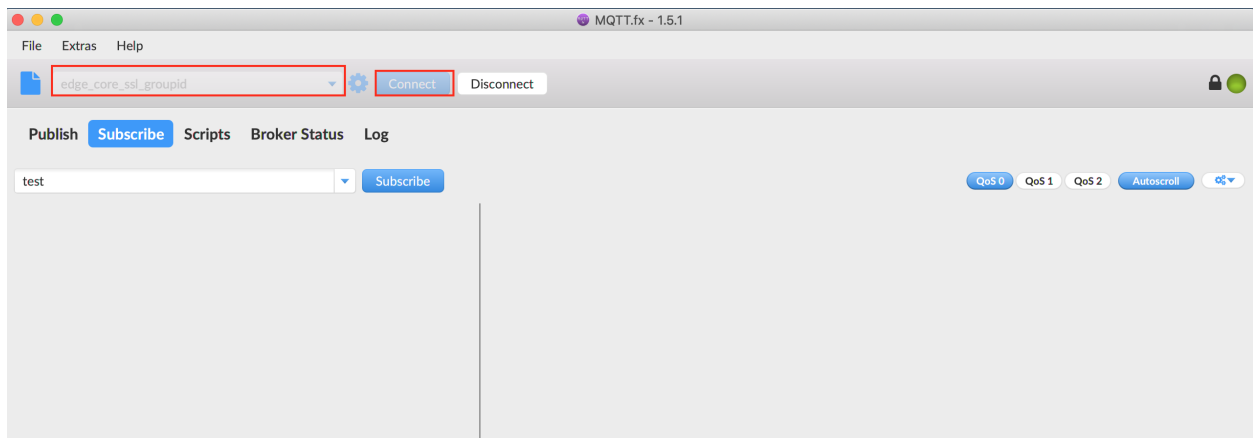 MQTT.fx - 1.5.1
File Extras Help
edge_core_ssl_groupid Connect Disconnect
Publish Subscribe Scripts Broker Status Log
test Subscribe QoS 0 QoS 1 QoS 2 Autoscroll